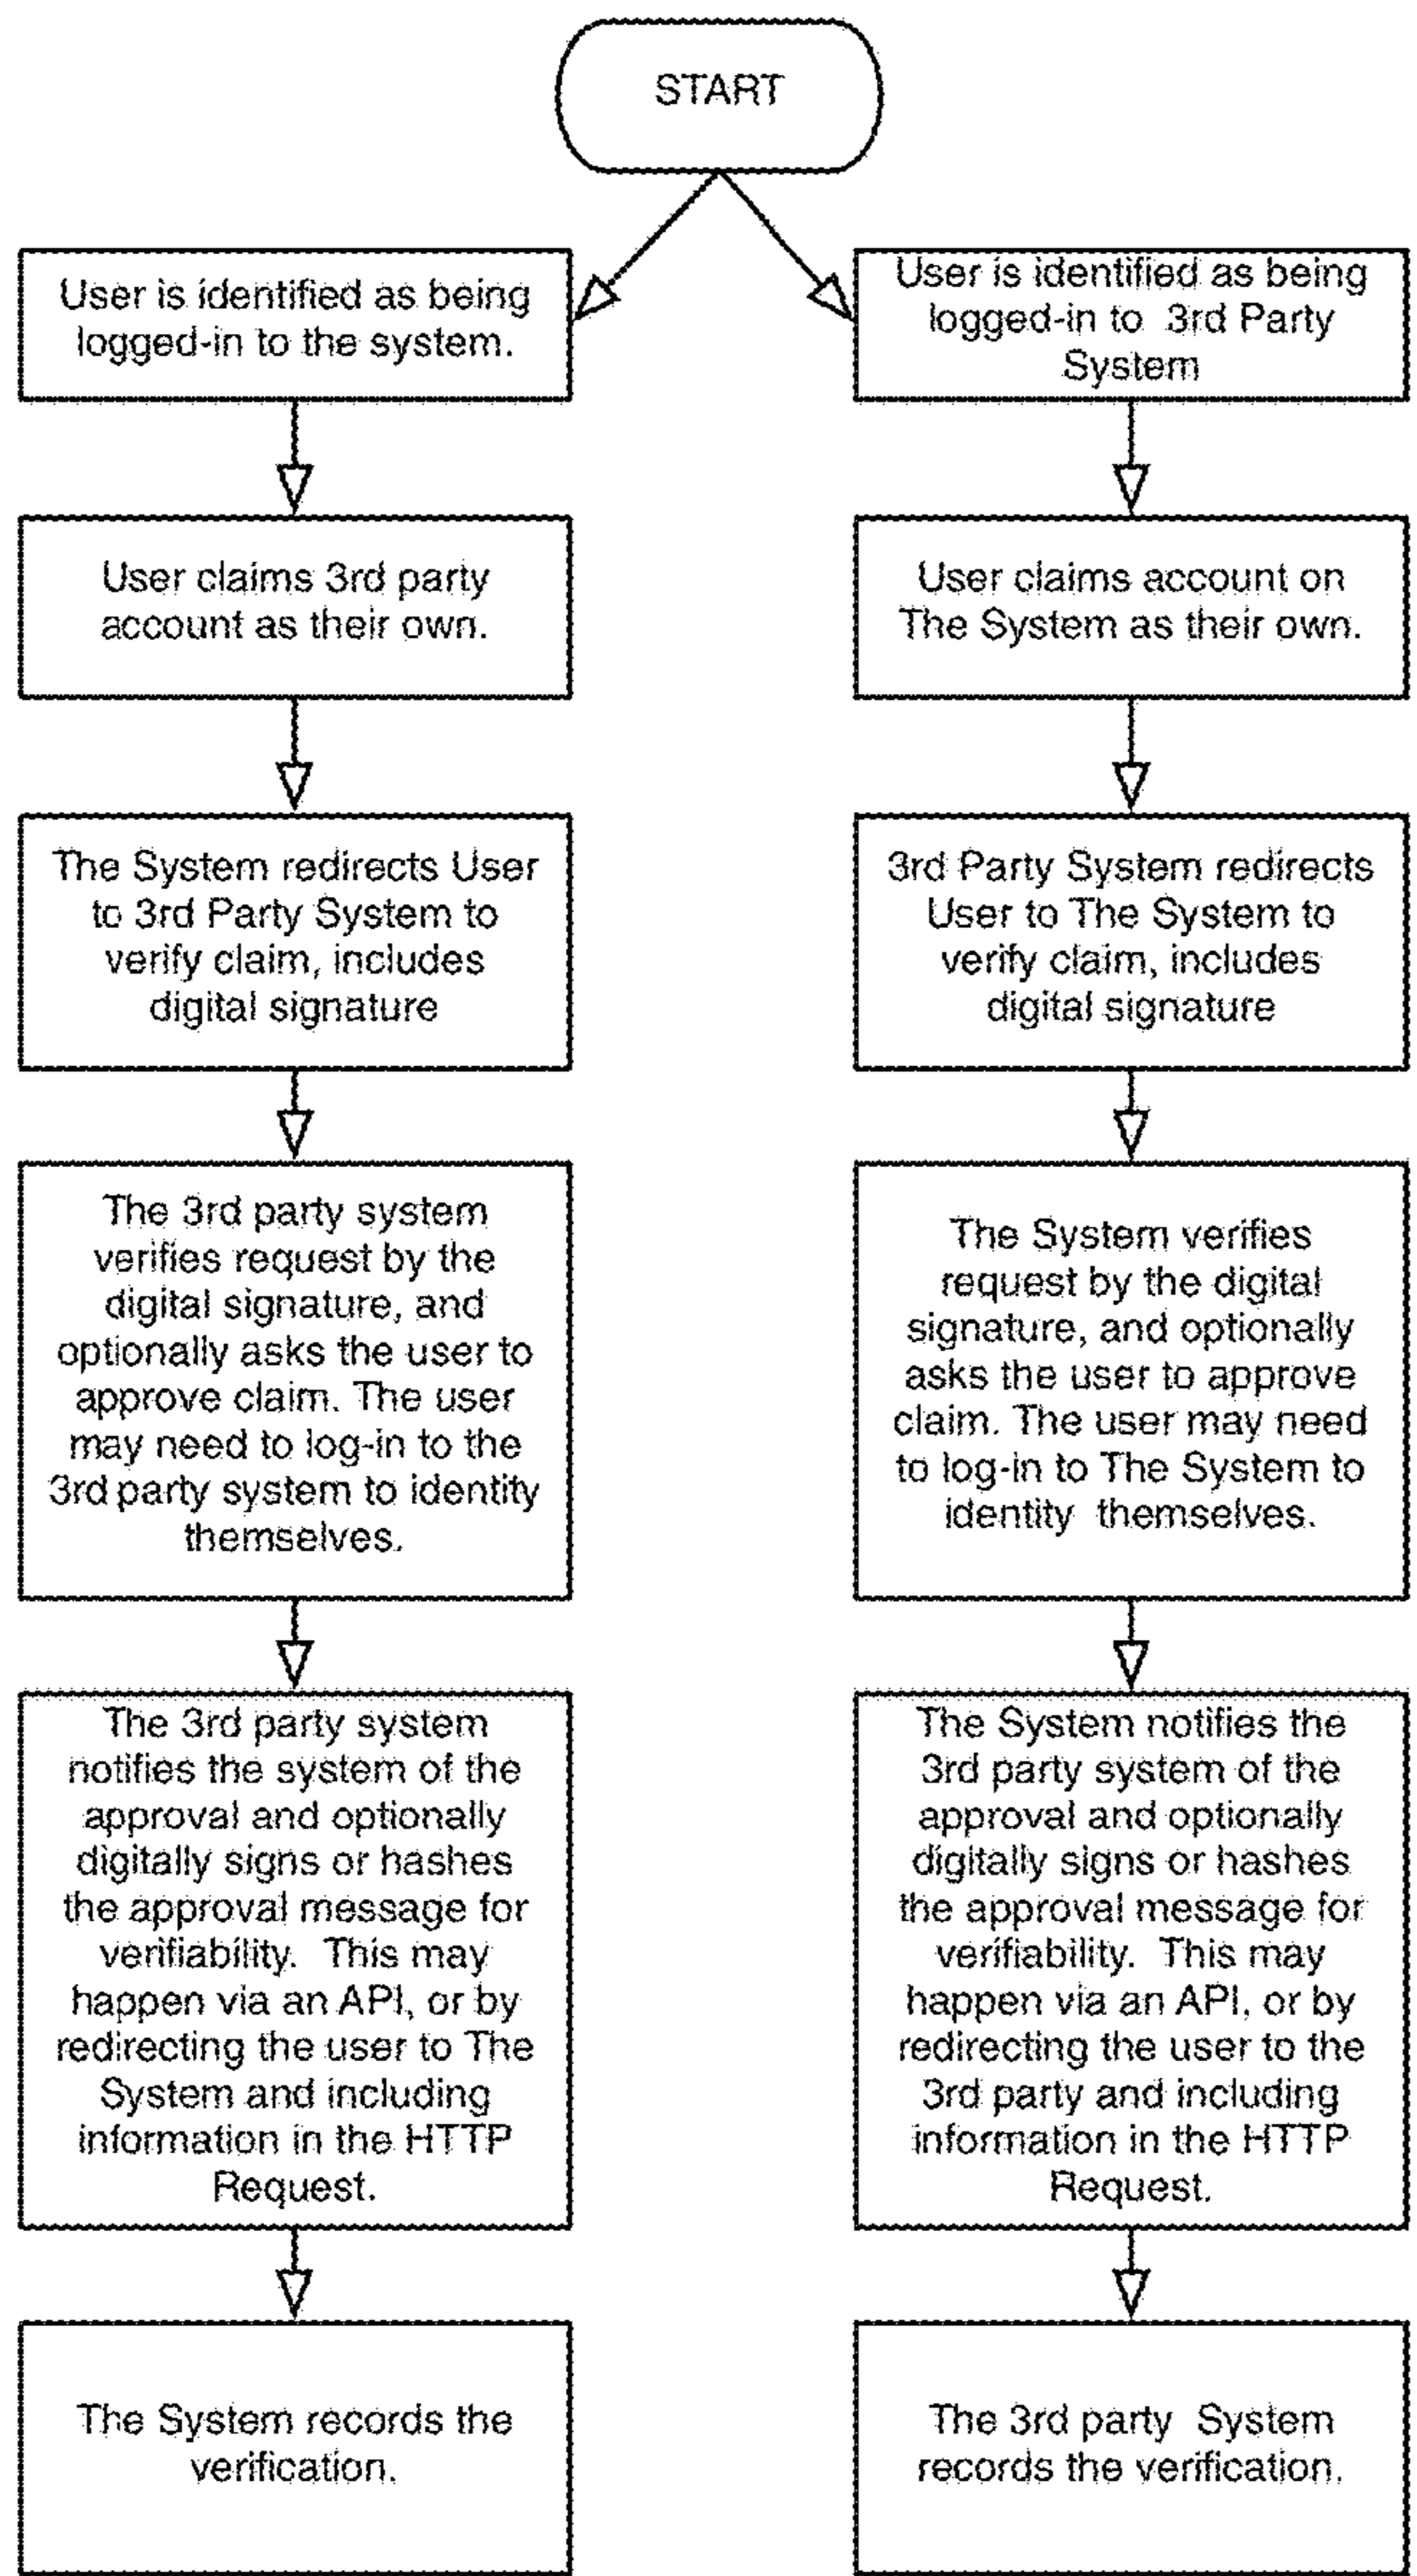 START
User is identified as being
logged-in to the system.
User claims 3rd party
account as their own.
The System redirects User
to 3rd Party System to
verify claim, includes
digital signature
The 3rd party system
verifies request by the
digital signature, and
optionally asks the user to
approve claim. The user
may need to log-in to the
3rd party system to identity
themselves.
The 3rd party system
notifies the system of the
approval and optionally
digitally signs or hashes
the approval message for
verifiability.  This may
happen via an API, or by
redirecting the user to The
System and including
information in the HTTP
Request.
The System records the
verification.
User is identified as being
logged-in to  3rd Party
System
User claims account on
The System as their own.
3rd Party System redirects
User to The System to
verify claim, includes
digital signature
The System verifies
request by the digital
signature, and optionally
asks the user to approve
claim. The user may need
to log-in to The System to
identity  themselves.
The System notifies the
3rd party system of the
approval and optionally
digitally signs or hashes
the approval message for
verifiability.  This may
happen via an API, or by
redirecting the user to the
3rd party and including
information in the HTTP
Request.
The 3rd party  System
records the verification.